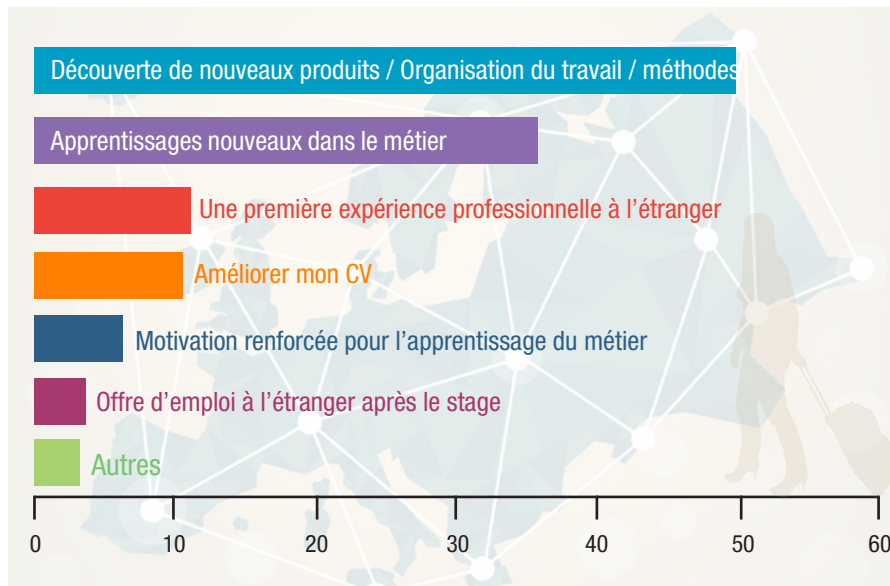 Découverte de nouveaux produits / Organisation du travail / méthodes
Apprentissages nouveaux dans le métier
Une première expérience professionnelle à l’étranger
Améliorer mon CV
Motivation renforcée pour l’apprentissage du métier
Offre d’emploi à l’étranger après le stage
Autres
0 10 20 30 40 50 60